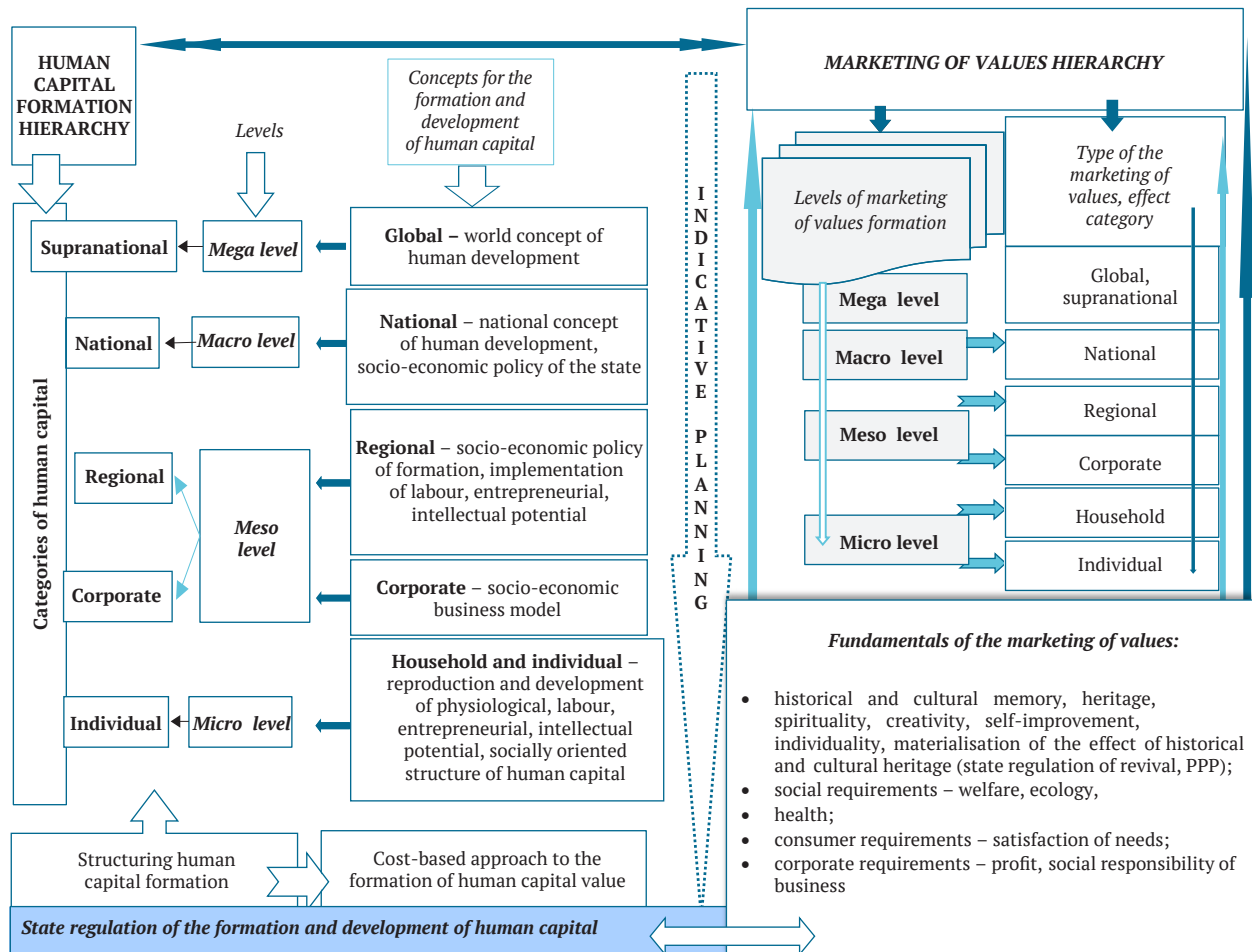 HUMAN
CAPITAL
FORMATION
HIERARCHY
Levels
Concepts for the
formation and
development
of human capital
Categories of human capital
Supranational
Mega level
Global – world concept of
human development
National
Macro level
National – national concept
of human development,
socio-economic policy of the state
Regional
Corporate
Meso
level
Regional – socio-economic policy
of formation, implementation
of labour, entrepreneurial,
intellectual potential
Corporate – socio-economic
business model
Individual
Micro level
Household and individual –
reproduction and development
of physiological, labour,
entrepreneurial, intellectual
potential, socially oriented
structure of human capital
Structuring human
capital formation
Cost-based approach to the
formation of human capital value
State regulation of the formation and development of human capital
INDICATIVE PLANNING
MARKETING OF VALUES HIERARCHY
Levels of marketing
of values formation
Type of the
marketing of
values, effect
category
Mega level
Global,
supranational
Macro level
National
Meso level
Regional
Corporate
Micro level
Household
Individual
Fundamentals of the marketing of values:
• historical and cultural memory, heritage,
spirituality, creativity, self-improvement,
individuality, materialisation of the effect of historical
and cultural heritage (state regulation of revival, PPP);
• social requirements – welfare, ecology,
• health;
• consumer requirements – satisfaction of needs;
• corporate requirements – profit, social responsibility of
business